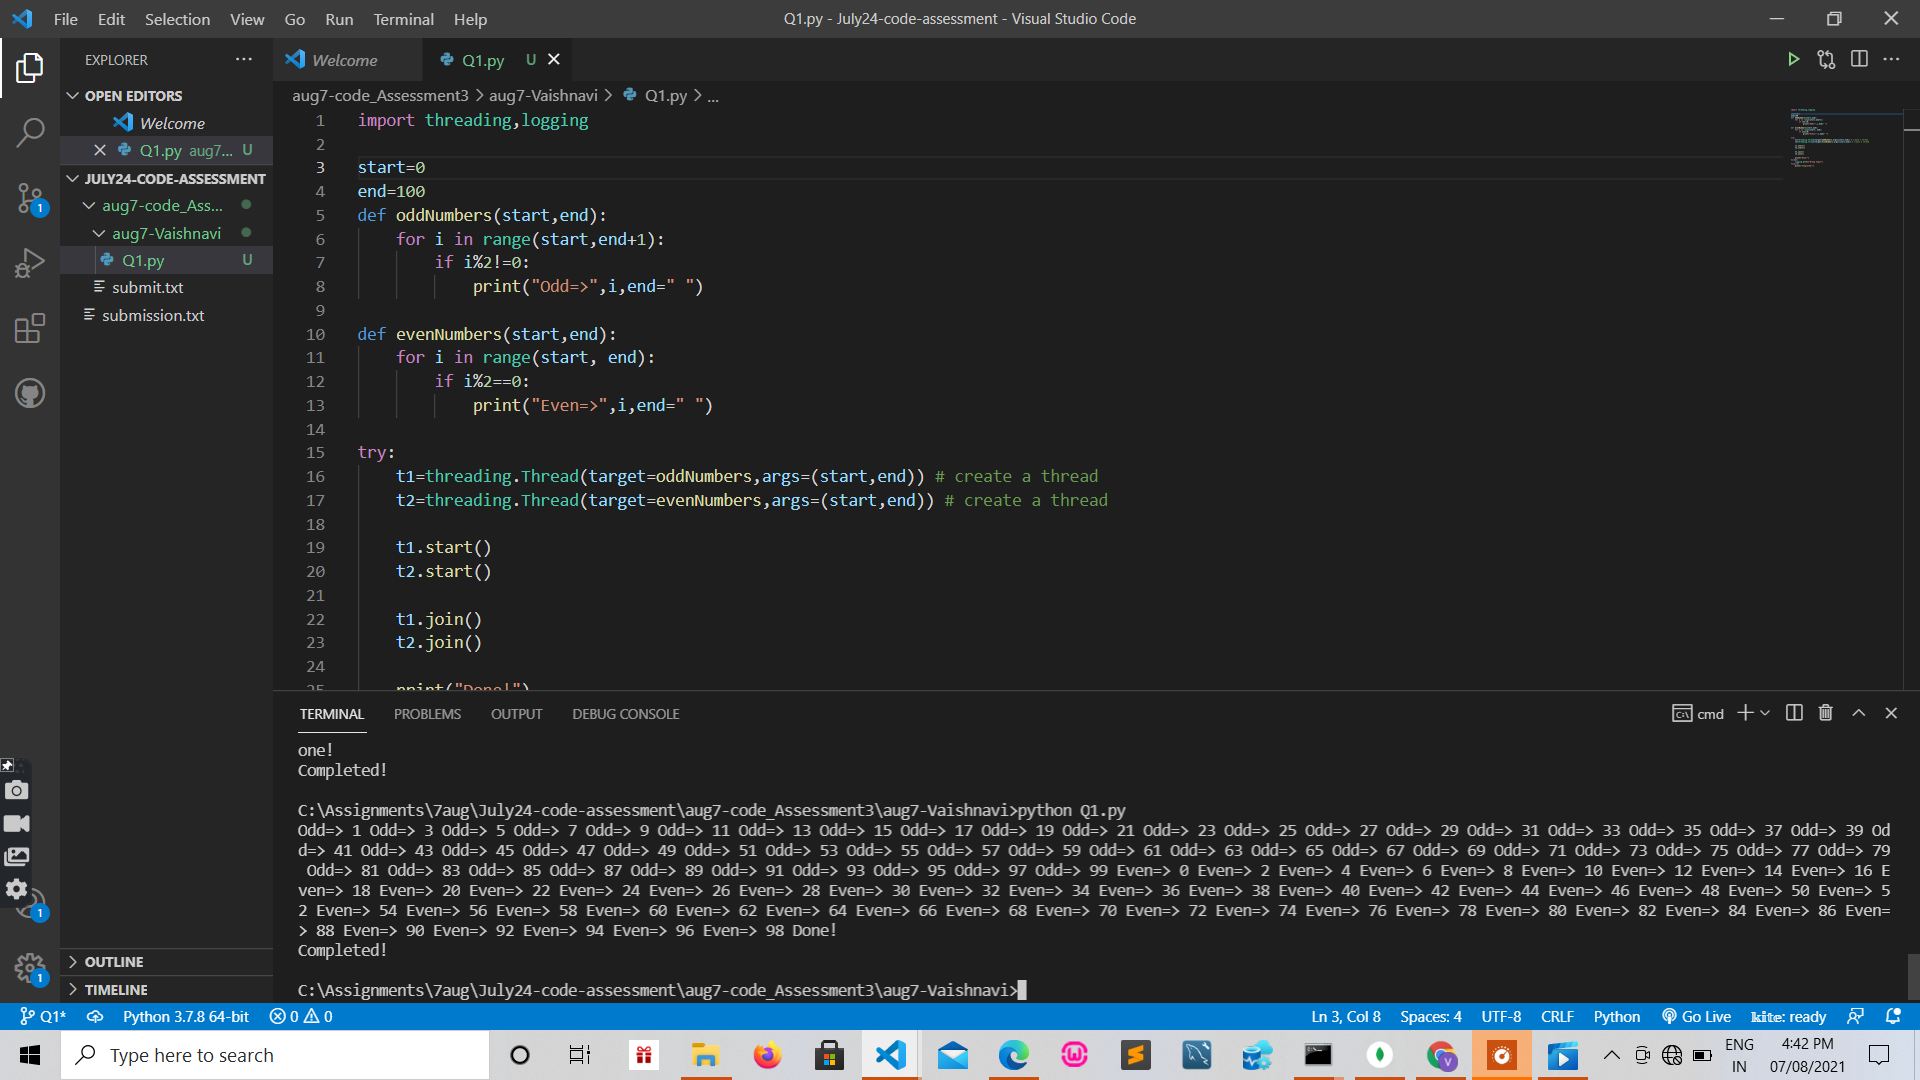 File Edit Selection View Go Run Terminal Help
Q1.py - July24-code-assessment - Visual Studio Code
EXPLORER
OPEN EDITORS
Welcome
Q1.py aug7... U
JULY24-CODE-ASSESSMENT
aug7-code_Ass...
aug7-Vaishnavi
Q1.py U
submit.txt
submission.txt
OUTLINE
TIMELINE
1
1
1
Welcome
Q1.py U
aug7-code_Assessment3 > aug7-Vaishnavi > Q1.py > ...
1 import threading,logging
2
3 start=0
4 end=100
5 def oddNumbers(start,end):
6 for i in range(start,end+1):
7 if i%2!=0:
8 print("Odd=>",i,end=" ")
9
10 def evenNumbers(start,end):
11 for i in range(start, end):
12 if i%2==0:
13 print("Even=>",i,end=" ")
14
15 try:
16 t1=threading.Thread(target=oddNumbers,args=(start,end)) # create a thread
17 t2=threading.Thread(target=evenNumbers,args=(start,end)) # create a thread
18
19 t1.start()
20 t2.start()
21
22 t1.join()
23 t2.join()
24
25 print("Done!")
TERMINAL PROBLEMS OUTPUT DEBUG CONSOLE
cmd
one!
Completed!
C:\Assignments\7aug\July24-code-assessment\aug7-code_Assessment3\aug7-Vaishnavi>python Q1.py
Odd=> 1 Odd=> 3 Odd=> 5 Odd=> 7 Odd=> 9 Odd=> 11 Odd=> 13 Odd=> 15 Odd=> 17 Odd=> 19 Odd=> 21 Odd=> 23 Odd=> 25 Odd=> 27 Odd=> 29 Odd=> 31 Odd=> 33 Odd=> 35 Odd=> 37 Odd=> 39 Od
d=> 41 Odd=> 43 Odd=> 45 Odd=> 47 Odd=> 49 Odd=> 51 Odd=> 53 Odd=> 55 Odd=> 57 Odd=> 59 Odd=> 61 Odd=> 63 Odd=> 65 Odd=> 67 Odd=> 69 Odd=> 71 Odd=> 73 Odd=> 75 Odd=> 77 Odd=> 79
Odd=> 81 Odd=> 83 Odd=> 85 Odd=> 87 Odd=> 89 Odd=> 91 Odd=> 93 Odd=> 95 Odd=> 97 Odd=> 99 Even=> 0 Even=> 2 Even=> 4 Even=> 6 Even=> 8 Even=> 10 Even=> 12 Even=> 14 Even=> 16 E
ven=> 18 Even=> 20 Even=> 22 Even=> 24 Even=> 26 Even=> 28 Even=> 30 Even=> 32 Even=> 34 Even=> 36 Even=> 38 Even=> 40 Even=> 42 Even=> 44 Even=> 46 Even=> 48 Even=> 50 Even=> 5
2 Even=> 54 Even=> 56 Even=> 58 Even=> 60 Even=> 62 Even=> 64 Even=> 66 Even=> 68 Even=> 70 Even=> 72 Even=> 74 Even=> 76 Even=> 78 Even=> 80 Even=> 82 Even=> 84 Even=> 86 Even=
> 88 Even=> 90 Even=> 92 Even=> 94 Even=> 96 Even=> 98 Done!
Completed!
C:\Assignments\7aug\July24-code-assessment\aug7-code_Assessment3\aug7-Vaishnavi>
Q1* Python 3.7.8 64-bit 0 0
Ln 3, Col 8 Spaces: 4 UTF-8 CRLF Python Go Live kite: ready
Type here to search
ENG
IN
4:42 PM
07/08/2021